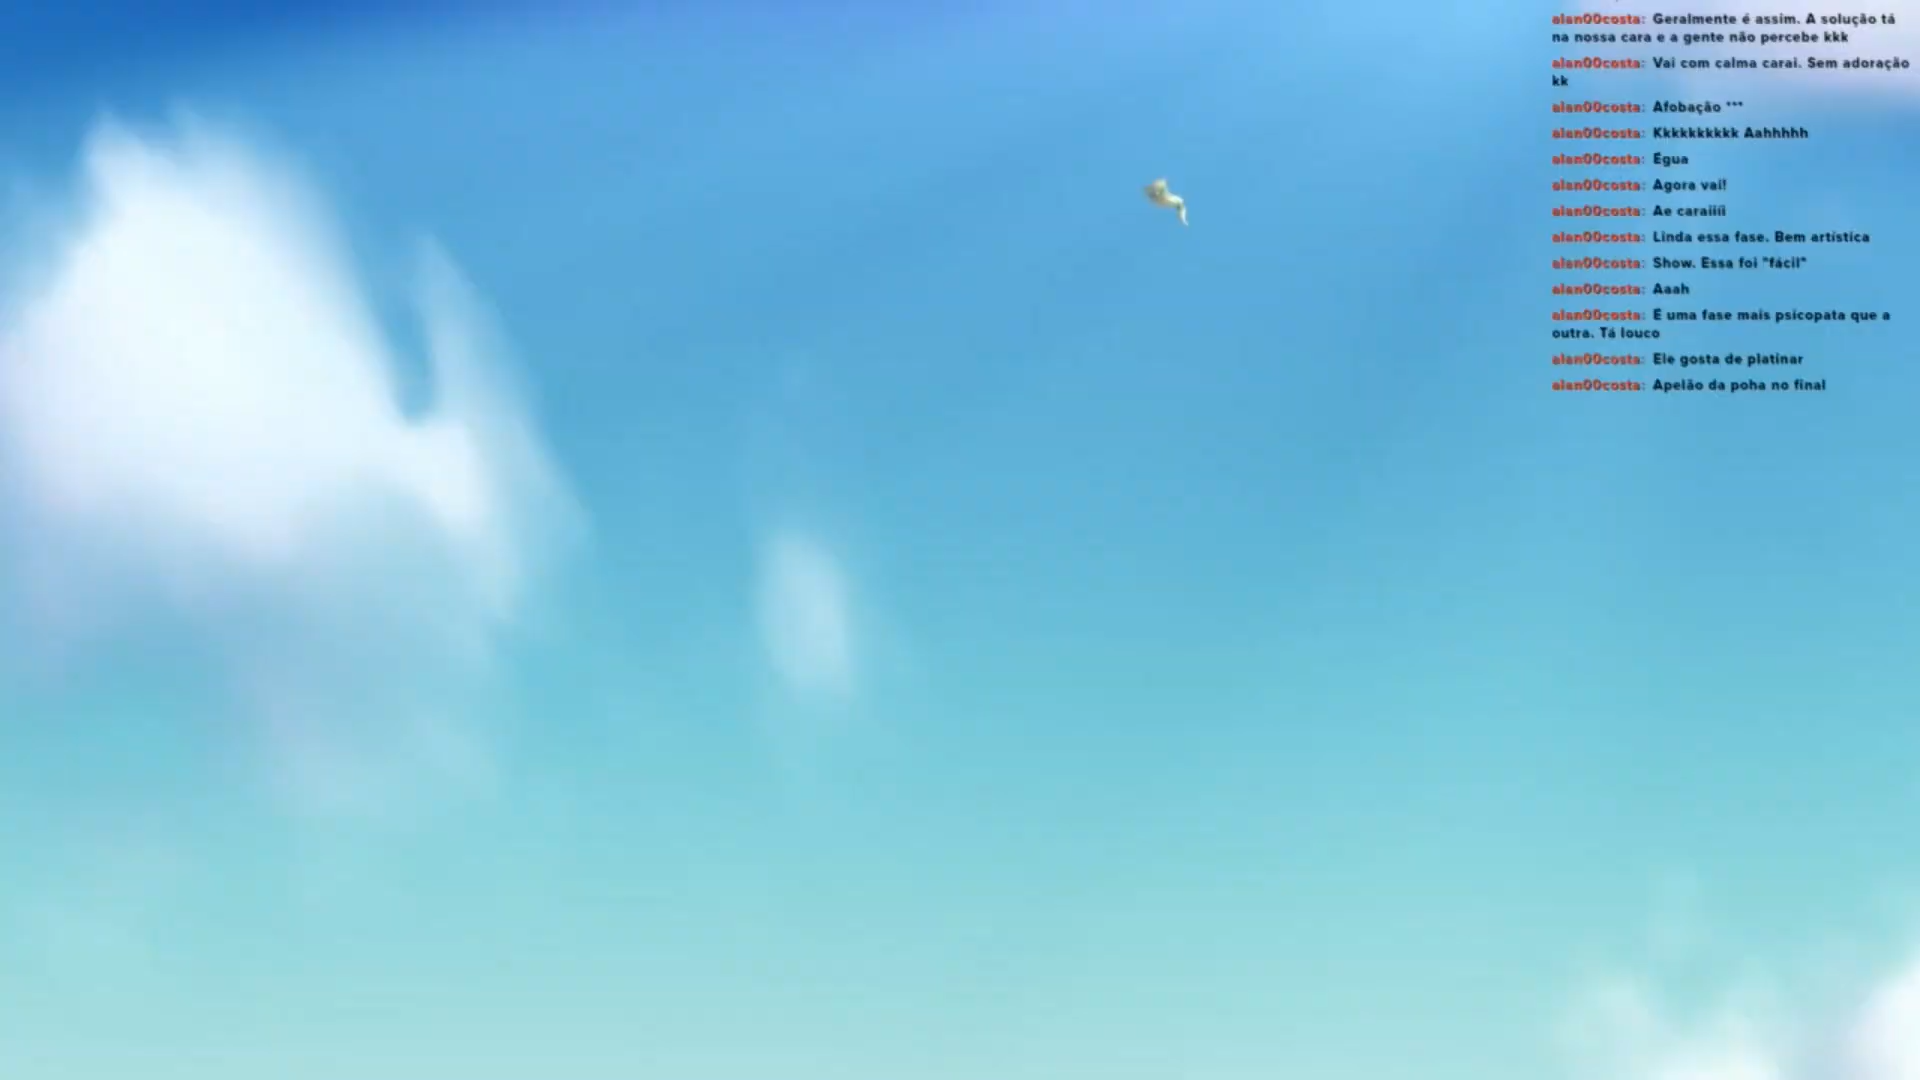 alan00costa: Geralmente é assim. A solução tá
na nossa cara e a gente não percebe kkk
alan00costa: Vai com calma carai. Sem adoração
kk
alan00costa: Afobação ***
alan00costa: Kkkkkkkkkk Aahhhhh
alan00costa: Égua
alan00costa: Agora vai!
alan00costa: Ae caraiiii
alan00costa: Linda essa fase. Bem artística
alan00costa: Show. Essa foi "fácil"
alan00costa: Aaah
alan00costa: É uma fase mais psicopata que a
outra. Tá louco
alan00costa: Ele gosta de platinar
alan00costa: Apelão da poha no final